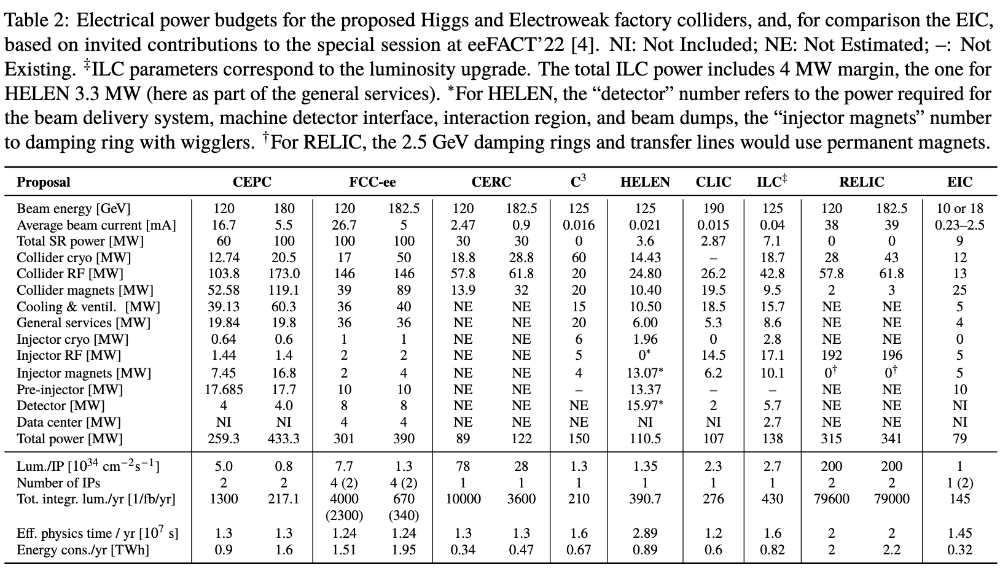 Table 2: Electrical power budgets for the proposed Higgs and Electroweak factory colliders, and, for comparison the EIC,
based on invited contributions to the special session at eeFACT’22 [4]. NI: Not Included; NE: Not Estimated; –: Not
Existing. ‡ILC parameters correspond to the luminosity upgrade. The total ILC power includes 4 MW margin, the one for
HELEN 3.3 MW (here as part of the general services). *For HELEN, the “detector” number refers to the power required for
the beam delivery system, machine detector interface, interaction region, and beam dumps, the “injector magnets” number
to damping ring with wigglers. †For RELIC, the 2.5 GeV damping rings and transfer lines would use permanent magnets.
Proposal CEPC FCC-ee CERC C³ HELEN CLIC ILC‡ RELIC EIC
Beam energy [GeV] 120 180 120 182.5 120 182.5 125 125 190 125 120 182.5 10 or 18
Average beam current [mA] 16.7 5.5 26.7 5 2.47 0.9 0.016 0.021 0.015 0.04 38 39 0.23–2.5
Total SR power [MW] 60 100 100 100 30 30 0 3.6 2.87 7.1 0 0 9
Collider cryo [MW] 12.74 20.5 17 50 18.8 28.8 60 14.43 – 18.7 28 43 12
Collider RF [MW] 103.8 173.0 146 146 57.8 61.8 20 24.80 26.2 42.8 57.8 61.8 13
Collider magnets [MW] 52.58 119.1 39 89 13.9 32 20 10.40 19.5 9.5 2 3 25
Cooling & ventil. [MW] 39.13 60.3 36 40 NE NE 15 10.50 18.5 15.7 NE NE 5
General services [MW] 19.84 19.8 36 36 NE NE 20 6.00 5.3 8.6 NE NE 4
Injector cryo [MW] 0.64 0.6 1 1 NE NE 6 1.96 0 2.8 NE NE 0
Injector RF [MW] 1.44 1.4 2 2 NE NE 5 0* 14.5 17.1 192 196 5
Injector magnets [MW] 7.45 16.8 2 4 NE NE 4 13.07* 6.2 10.1 0† 0† 5
Pre-injector [MW] 17.685 17.7 10 10 NE NE – 13.37 – – NE NE 10
Detector [MW] 4 4.0 8 8 NE NE NE 15.97* 2 5.7 NE NE NI
Data center [MW] NI NI 4 4 NE NE NE NI NI 2.7 NE NE NI
Total power [MW] 259.3 433.3 301 390 89 122 150 110.5 107 138 315 341 79
Lum./IP [10³⁴ cm⁻²s⁻¹] 5.0 0.8 7.7 1.3 78 28 1.3 1.35 2.3 2.7 200 200 1
Number of IPs 2 2 4 (2) 4 (2) 1 1 1 1 1 1 2 2 1 (2)
Tot. integr. lum./yr [1/fb/yr] 1300 217.1 4000 670 10000 3600 210 390.7 276 430 79600 79000 145
(2300) (340)
Eff. physics time / yr [10⁷ s] 1.3 1.3 1.24 1.24 1.3 1.3 1.6 2.89 1.2 1.6 2 2 1.45
Energy cons./yr [TWh] 0.9 1.6 1.51 1.95 0.34 0.47 0.67 0.89 0.6 0.82 2 2.2 0.32